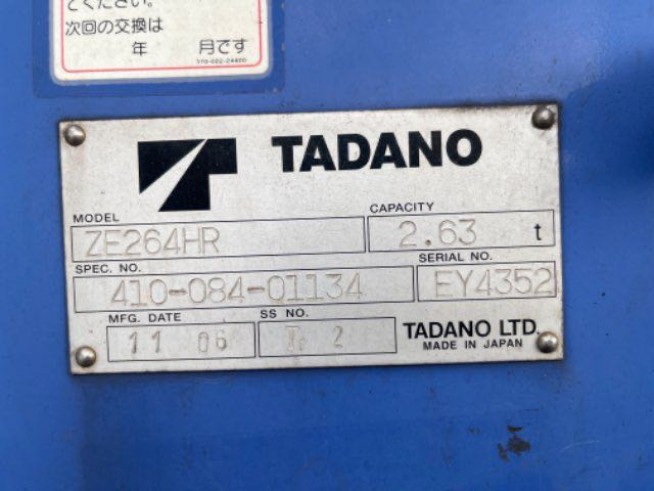 てください。
次回の交換は
年 月です
TADANO
MODEL
CAPACITY
ZE264HR
2.63 t
SPEC. NO.
SERIAL NO.
410-084-01134
EY4352
MFG. DATE
SS NO.
11 06
2
TADANO LTD.
MADE IN JAPAN